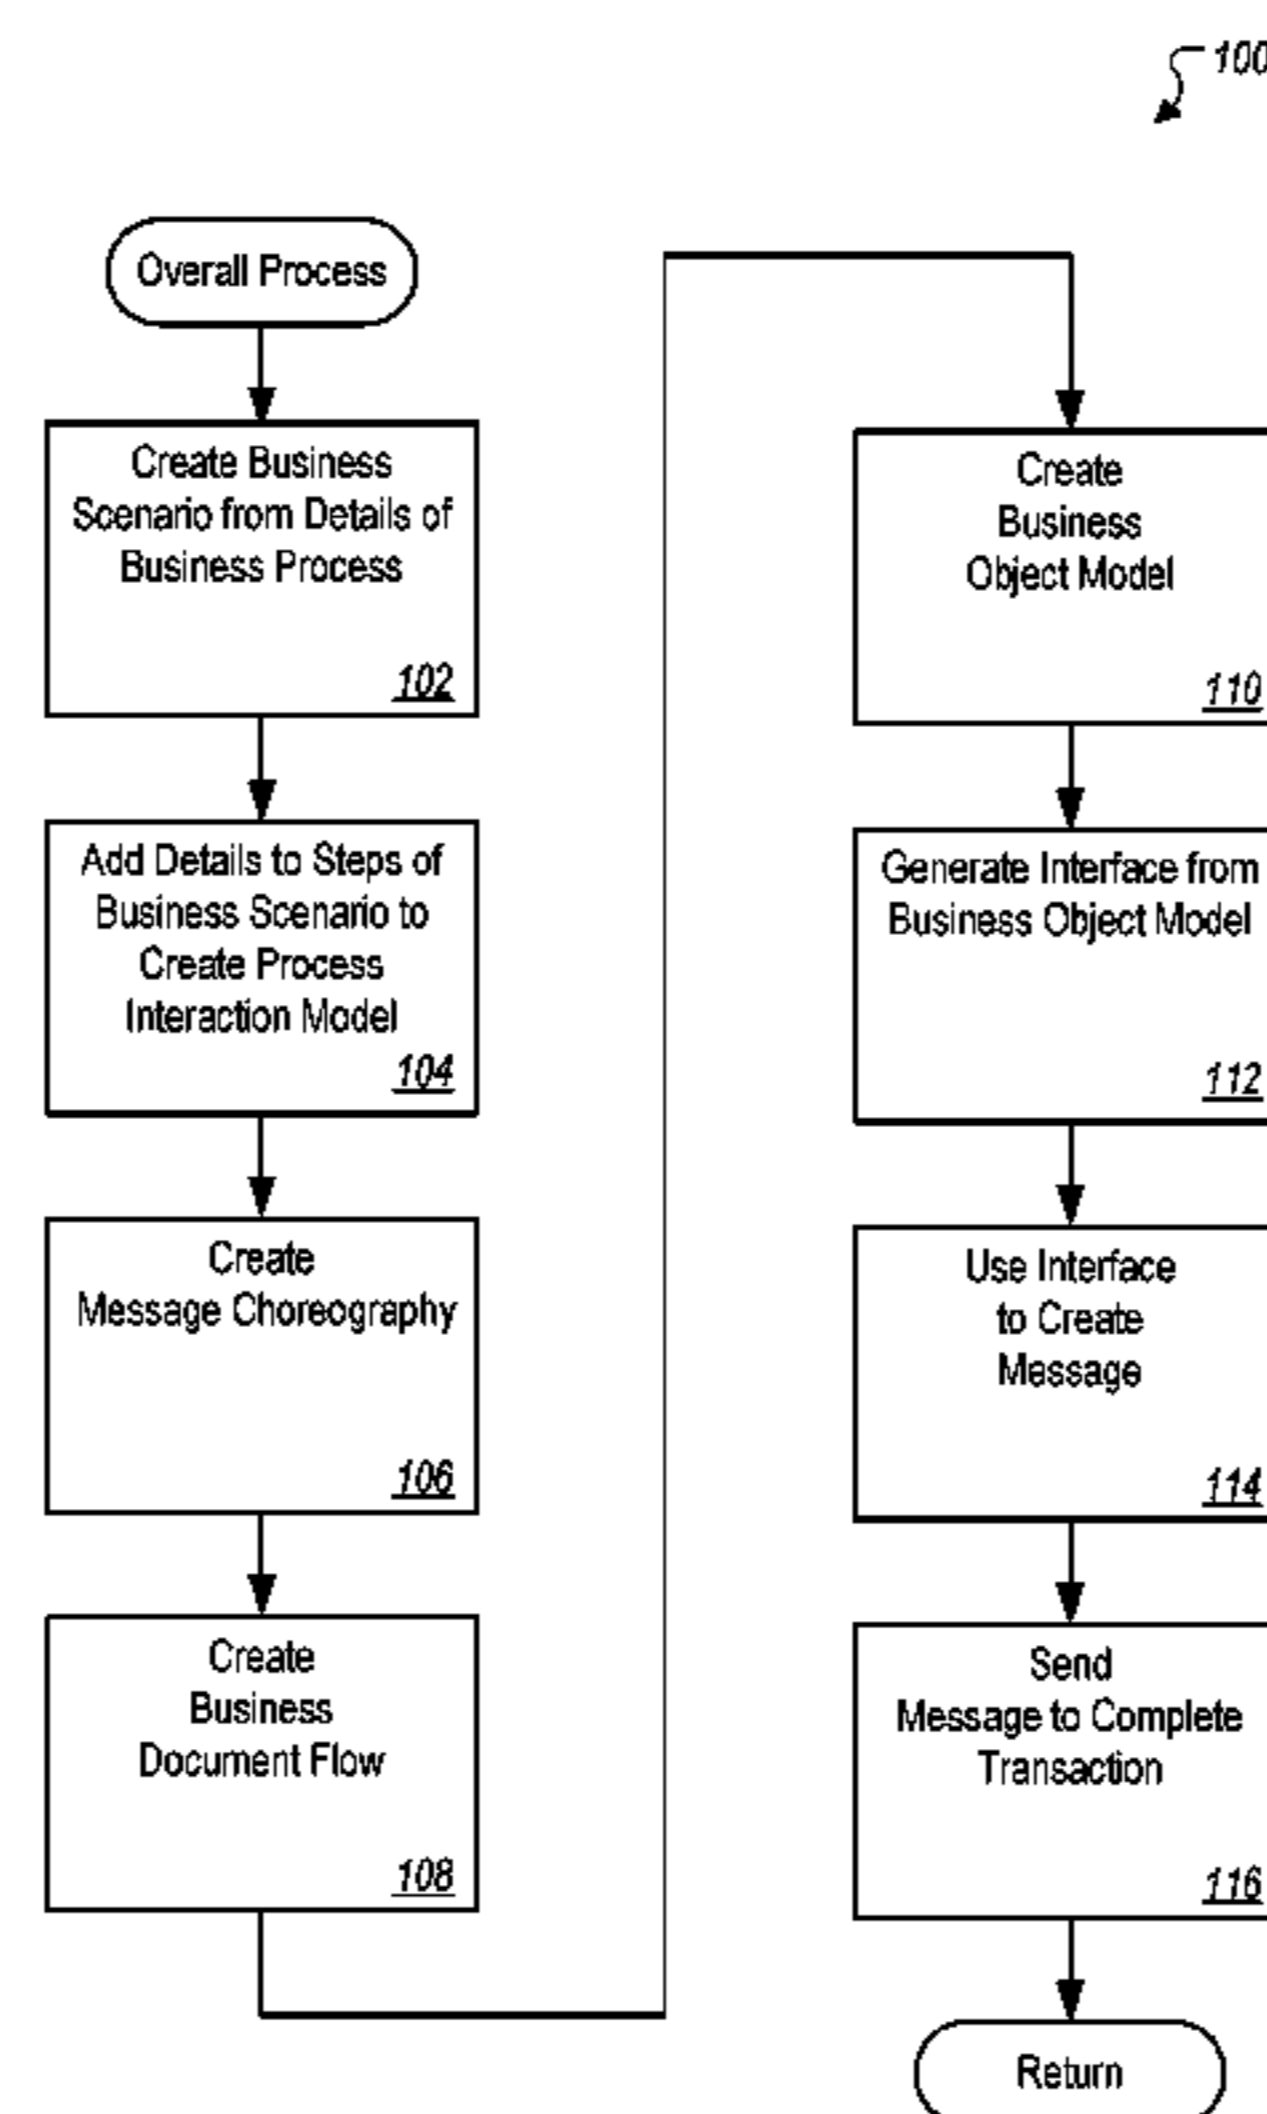 100
Overall Process
Create Business
Scenario from Details of
Business Process
102
Add Details to Steps of
Business Scenario to
Create Process
Interaction Model
104
Create
Message Choreography
106
Create
Business
Document Flow
108
Create
Business
Object Model
110
Generate Interface from
Business Object Model
112
Use Interface
to Create
Message
114
Send
Message to Complete
Transaction
116
Return